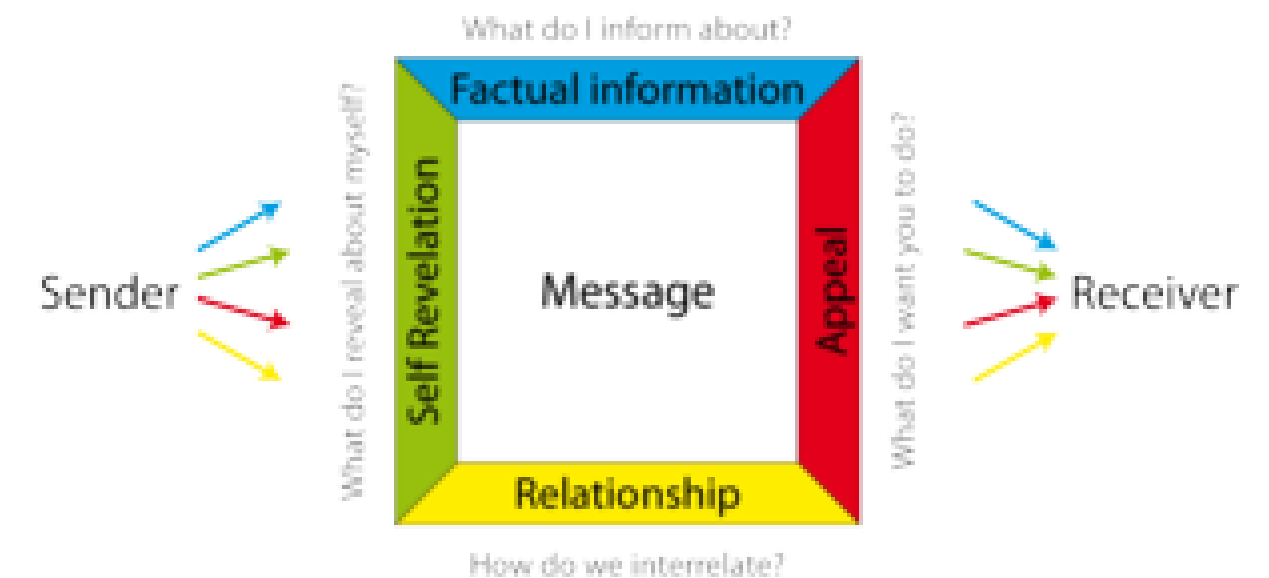 What do I inform about?
Factual information
What do I reveal about myself?
Self Revelation
Sender
Message
Appeal
What do I want you to do?
Receiver
Relationship
How do we interrelate?